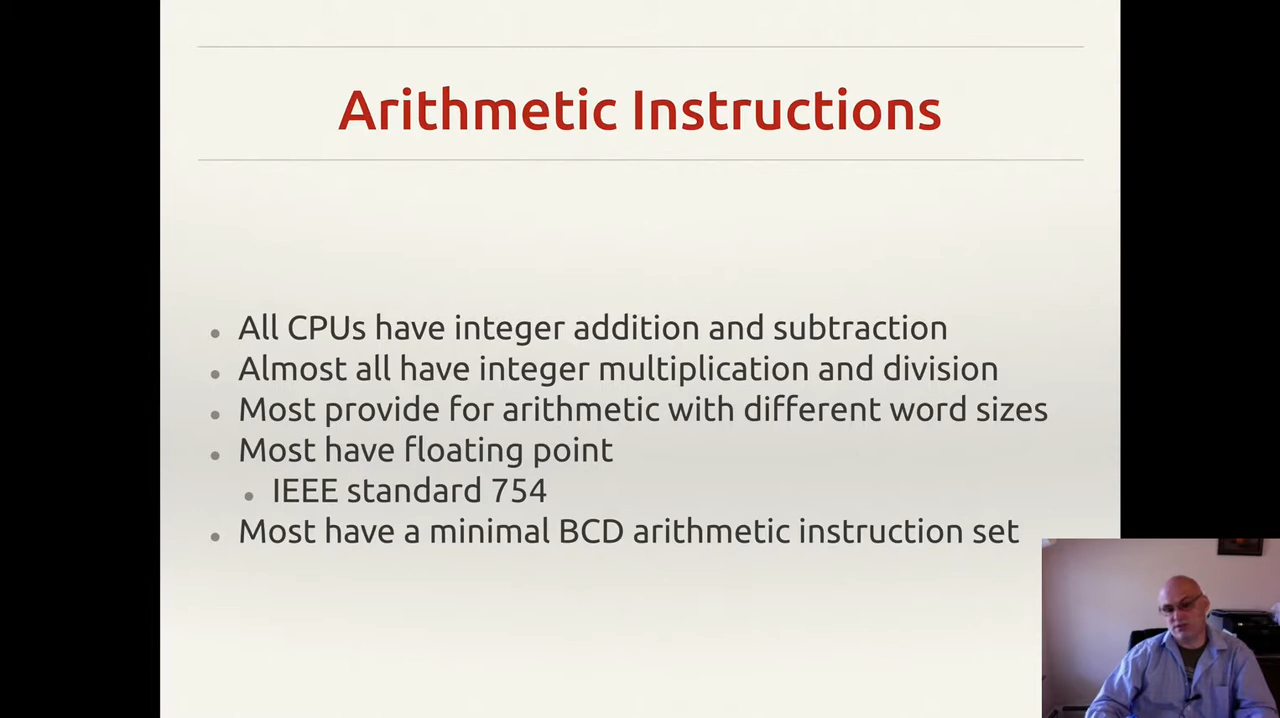 Arithmetic Instructions
All CPUs have integer addition and subtraction
Almost all have integer multiplication and division
Most provide for arithmetic with different word sizes
Most have floating point
IEEE standard 754
Most have a minimal BCD arithmetic instruction set